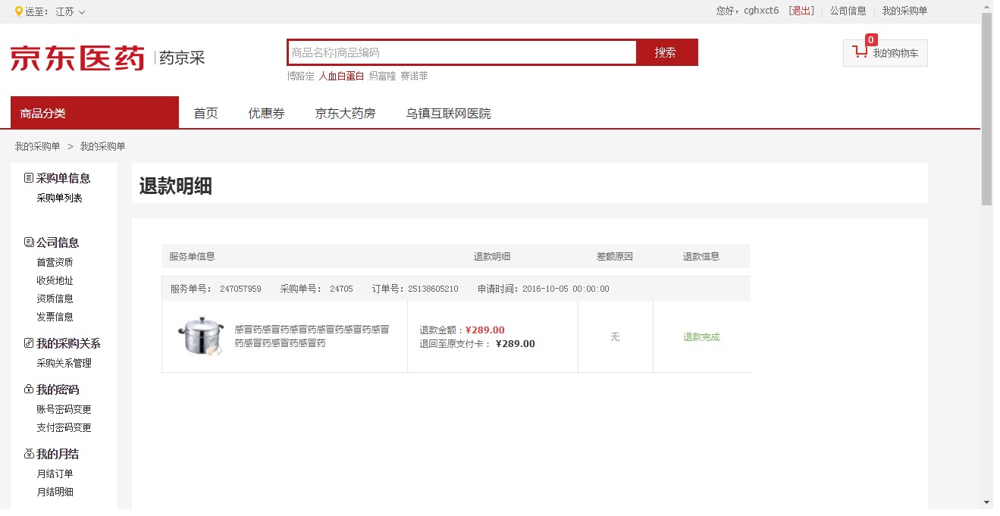 送至： 江苏
您好，cghxct6 [退出] 公司信息 我的采购单
京东医药 药京采
商品名称|商品编码 搜索
0
我的购物车
博路定 人血白蛋白 妈富隆 赛诺菲
商品分类 首页 优惠券 京东大药房 乌镇互联网医院
我的采购单 > 我的采购单
采购单信息
采购单列表
公司信息
首营资质
收货地址
资质信息
发票信息
我的采购关系
采购关系管理
我的密码
账号密码变更
支付密码变更
我的月结
月结订单
月结明细
退款明细
服务单信息 退款明细 差额原因 退款信息
服务单号： 247057959 采购单号： 24705 订单号：25138605210 申请时间：2016-10-05 00:00:00
感冒药感冒药感冒药感冒药感冒药感冒
药感冒药感冒药感冒药
退款金额：¥289.00
退回至原支付卡： ¥289.00
无
退款完成